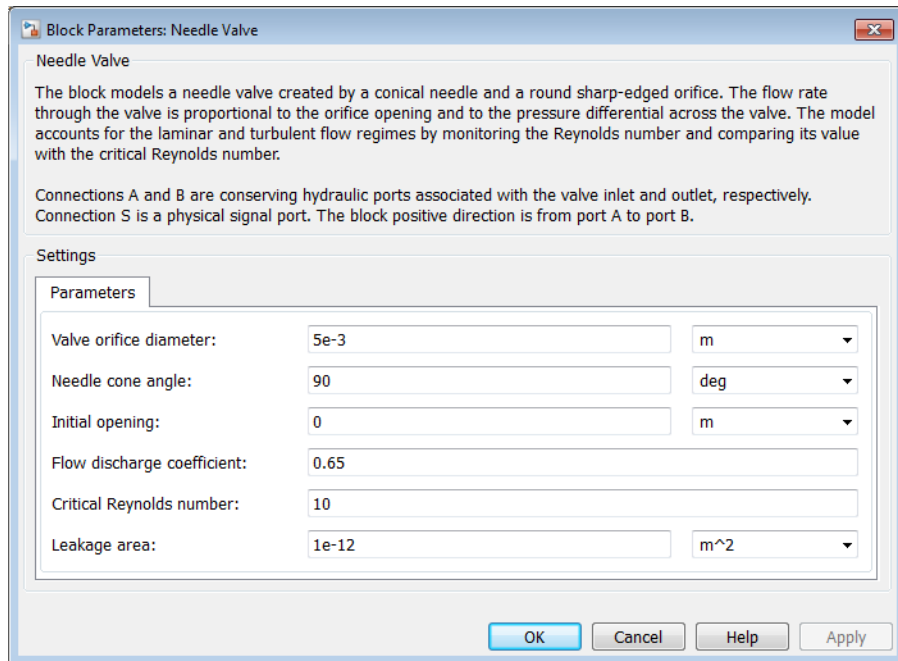 Block Parameters: Needle Valve
Needle Valve
The block models a needle valve created by a conical needle and a round sharp-edged orifice. The flow rate
through the valve is proportional to the orifice opening and to the pressure differential across the valve. The model
accounts for the laminar and turbulent flow regimes by monitoring the Reynolds number and comparing its value
with the critical Reynolds number.
Connections A and B are conserving hydraulic ports associated with the valve inlet and outlet, respectively.
Connection S is a physical signal port. The block positive direction is from port A to port B.
Settings
Parameters
Valve orifice diameter: 5e-3 m
Needle cone angle: 90 deg
Initial opening: 0 m
Flow discharge coefficient: 0.65
Critical Reynolds number: 10
Leakage area: 1e-12 m^2
OK Cancel Help Apply